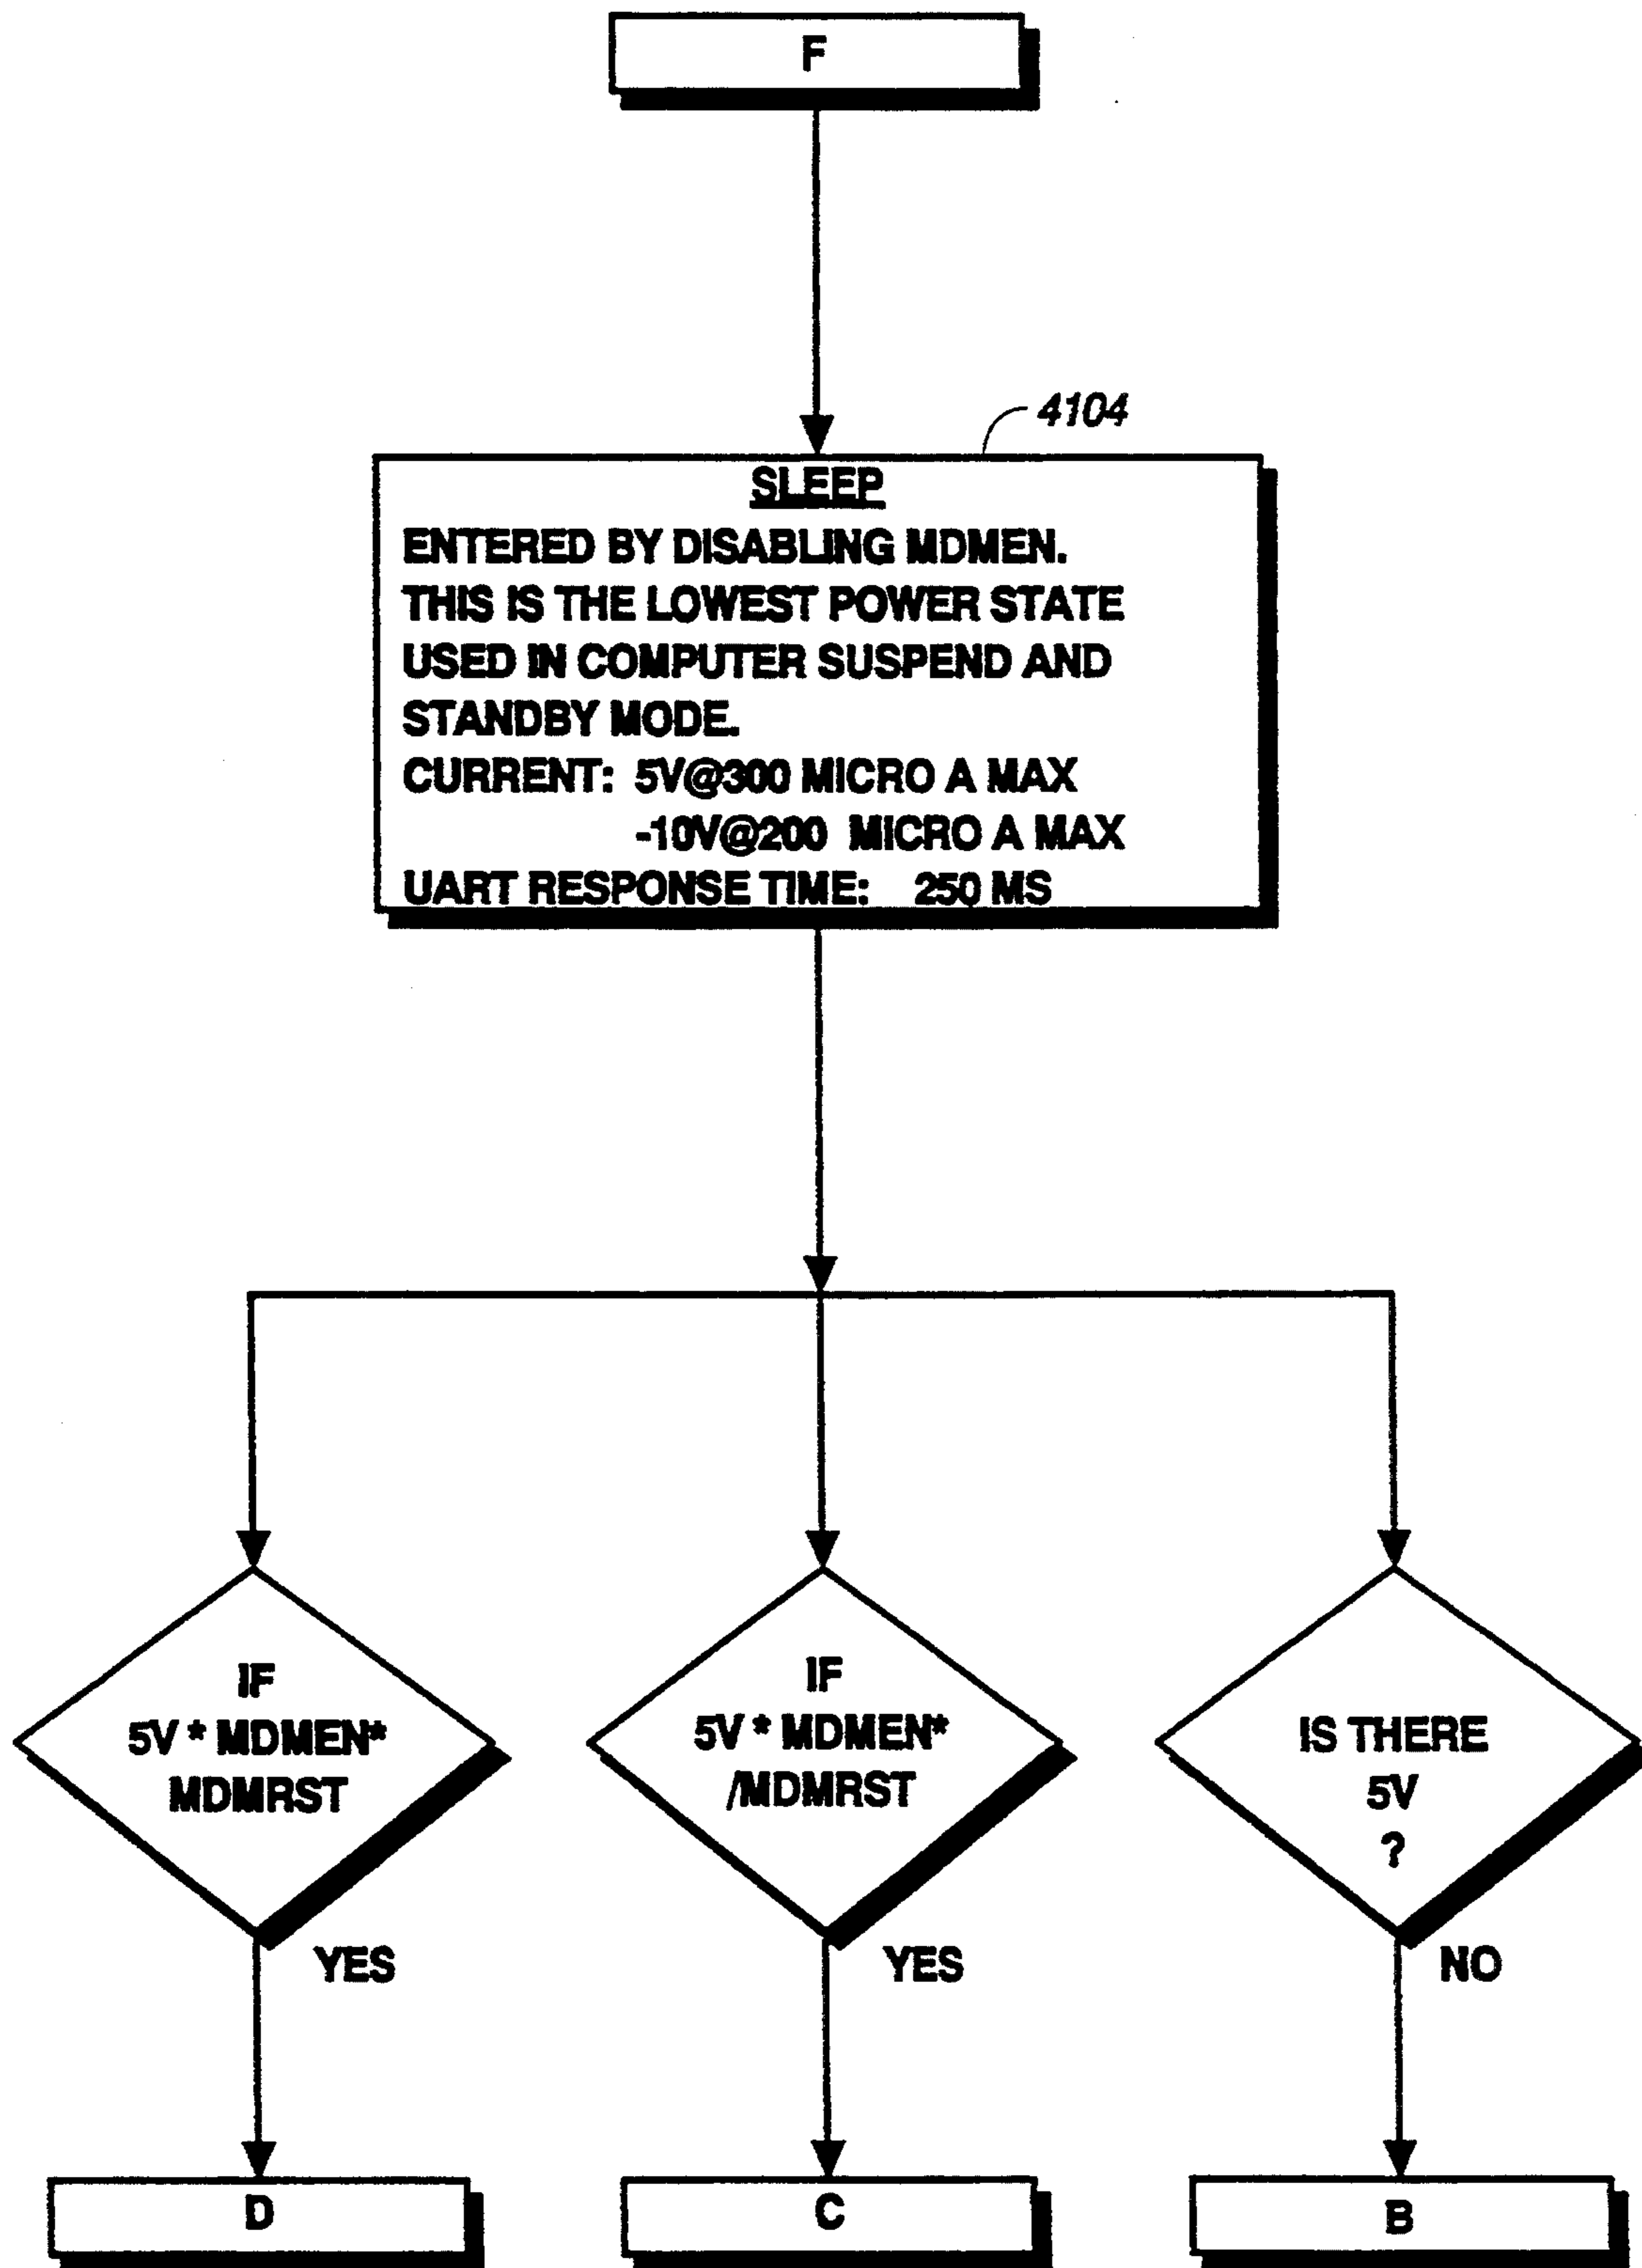 F
4104
SLEEP
ENTERED BY DISABLING MDMEN.
THIS IS THE LOWEST POWER STATE
USED IN COMPUTER SUSPEND AND
STANDBY MODE.
CURRENT: 5V@300 MICRO A MAX
-10V@200 MICRO A MAX
UART RESPONSE TIME: 250 MS
IF
5V * MDMEN*
MDMRST
YES
IF
5V * MDMEN*
/MDMRST
YES
IS THERE
5V
?
NO
D
C
B